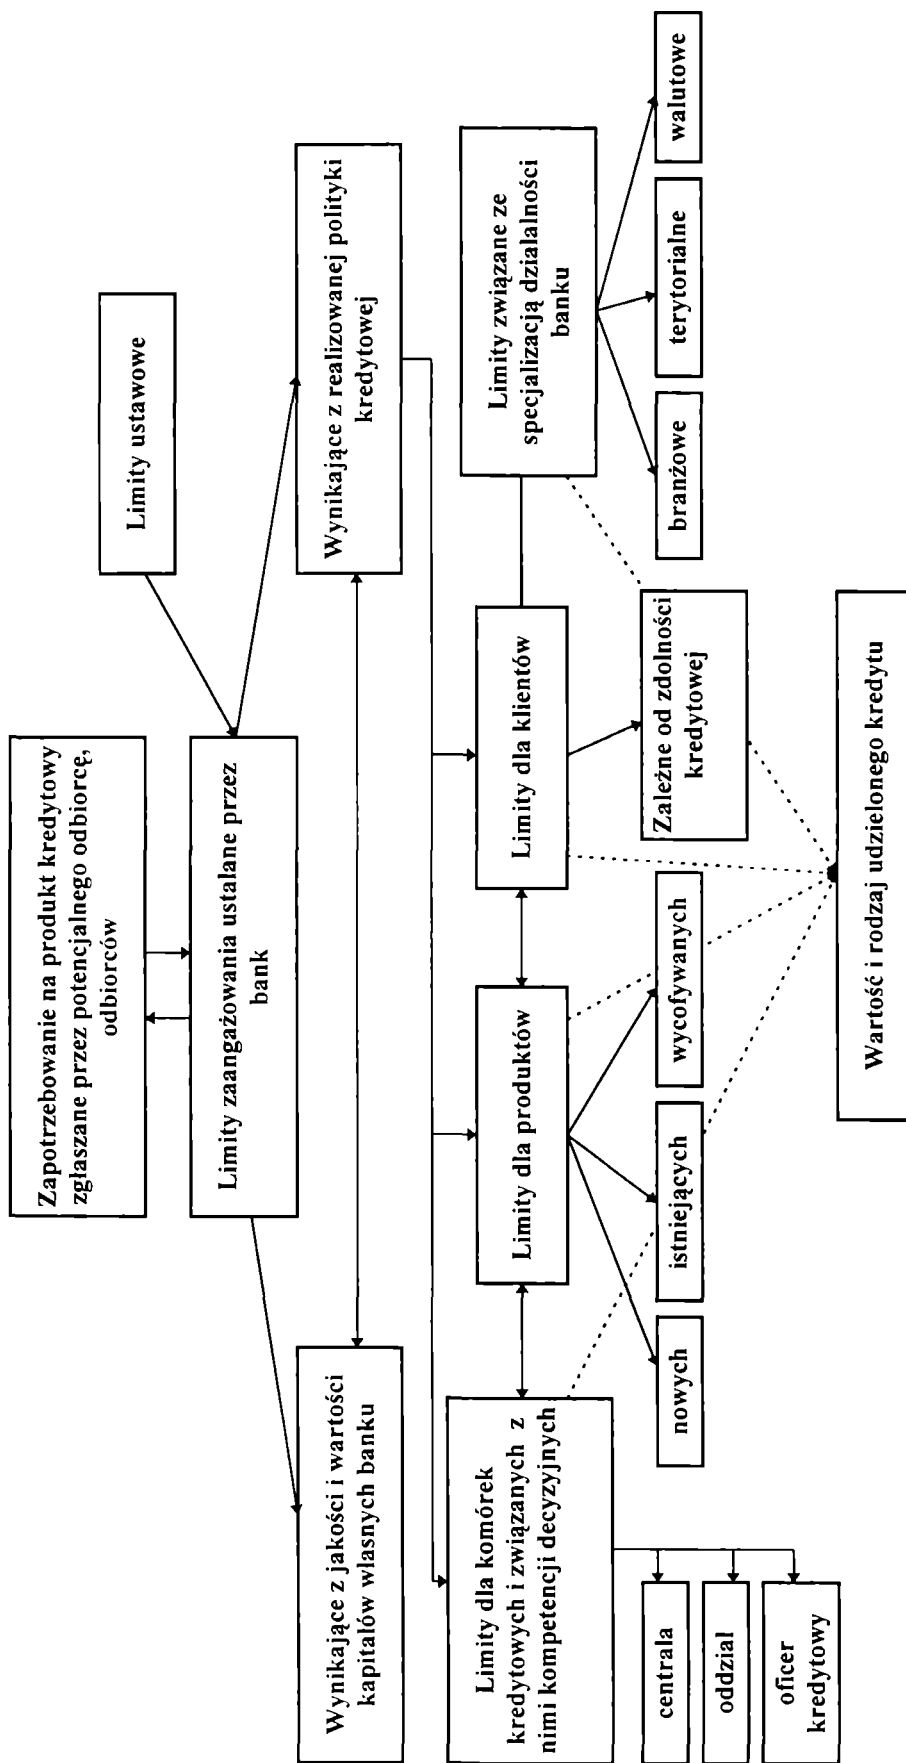 Zapotrzebowanie na produkt kredytowy
zgłaszane przez potencjalnego odbiorcę,
odbiorców
Limity ustawowe
Limity zaangażowania ustalane przez
bank
Wynikające z jakości i wartości
kapitałów własnych banku
Wynikające z realizowanej polityki
kredytowej
Limity dla komórek
kredytowych i związanych z
nimi kompetencji decyzyjnych
Limity dla produktów
Limity dla klientów
Limity związane ze
specjalizacją działalności
banku
centrala
oddział
oficer
kredytowy
nowych
istniejących
wycofywanych
Zależne od zdolności
kredytowej
branżowe
terytorialne
walutowe
Wartość i rodzaj udzielonego kredytu